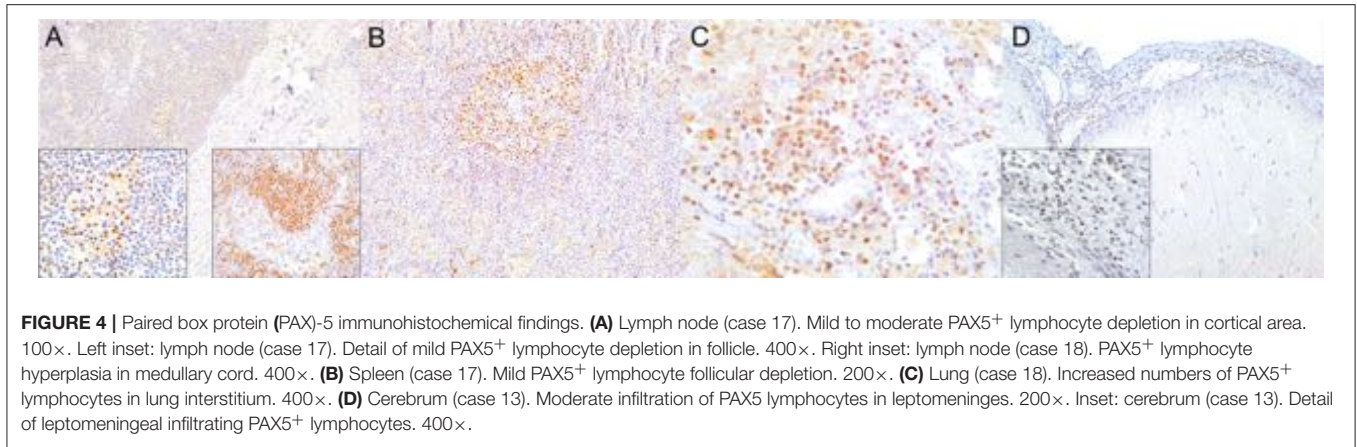 A B C D
FIGURE 4 | Paired box protein (PAX)-5 immunohistochemical findings. (A) Lymph node (case 17). Mild to moderate PAX5+ lymphocyte depletion in cortical area.
100×. Left inset: lymph node (case 17). Detail of mild PAX5+ lymphocyte depletion in follicle. 400×. Right inset: lymph node (case 18). PAX5+ lymphocyte
hyperplasia in medullary cord. 400×. (B) Spleen (case 17). Mild PAX5+ lymphocyte follicular depletion. 200×. (C) Lung (case 18). Increased numbers of PAX5+
lymphocytes in lung interstitium. 400×. (D) Cerebrum (case 13). Moderate infiltration of PAX5 lymphocytes in leptomeninges. 200×. Inset: cerebrum (case 13). Detail
of leptomeningeal infiltrating PAX5+ lymphocytes. 400×.